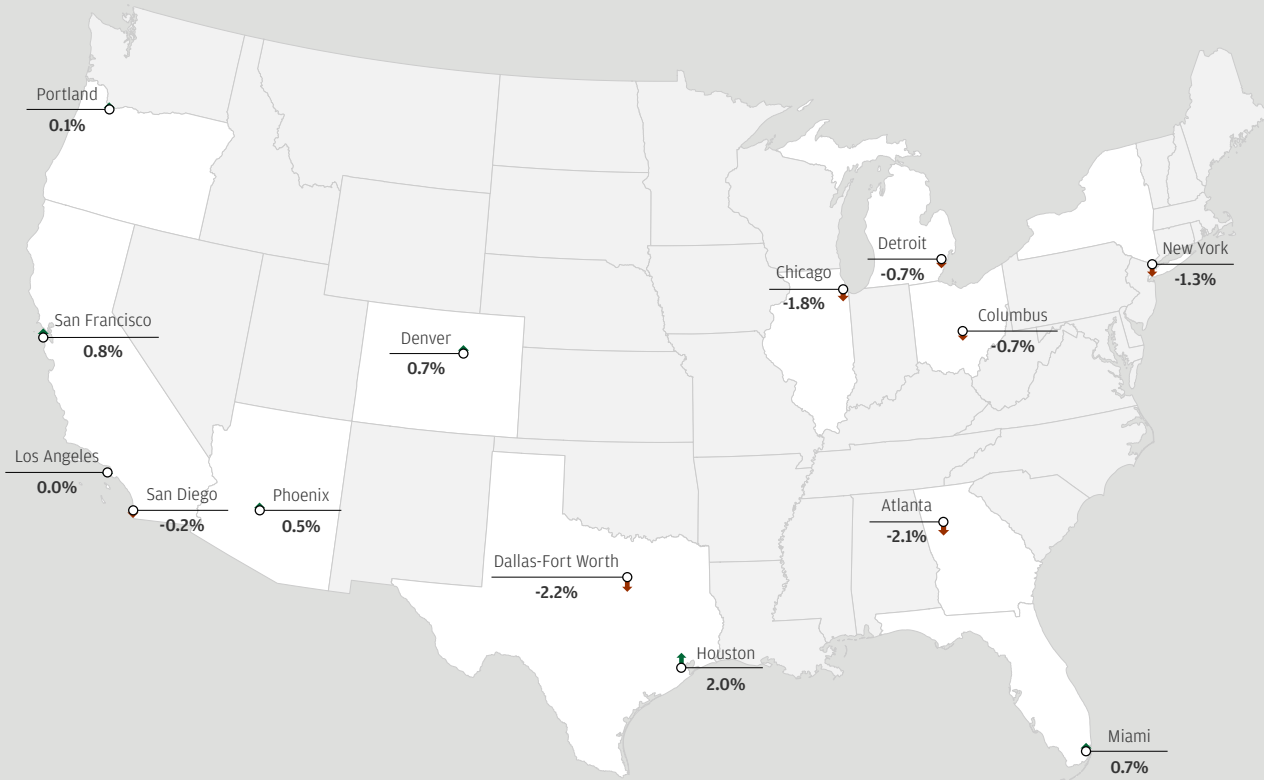 Portland
0.1%
New York
-1.3%
Detroit
-0.7%
Chicago
-1.8%
Columbus
-0.7%
San Francisco
0.8%
Denver
0.7%
Los Angeles
0.0%
San Diego
-0.2%
Phoenix
0.5%
Atlanta
-2.1%
Dallas-Fort Worth
-2.2%
Houston
2.0%
Miami
0.7%